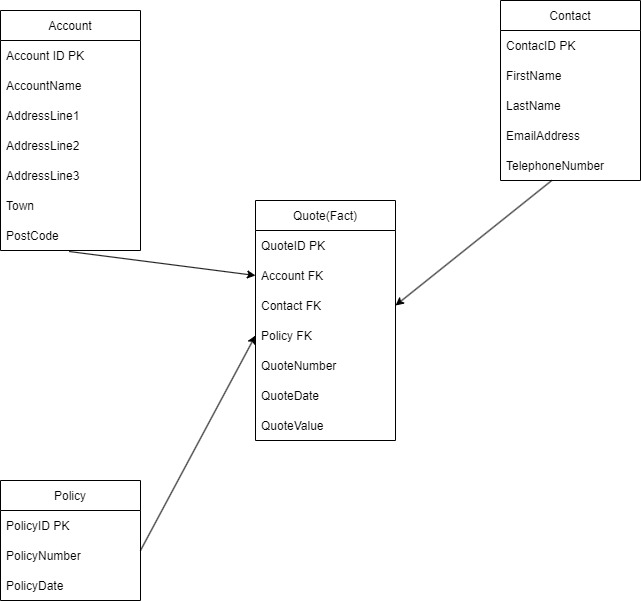 Account
Account ID PK
AccountName
AddressLine1
AddressLine2
AddressLine3
Town
PostCode
Contact
ContacID PK
FirstName
LastName
EmailAddress
TelephoneNumber
Quote(Fact)
QuoteID PK
Account FK
Contact FK
Policy FK
QuoteNumber
QuoteDate
QuoteValue
Policy
PolicyID PK
PolicyNumber
PolicyDate